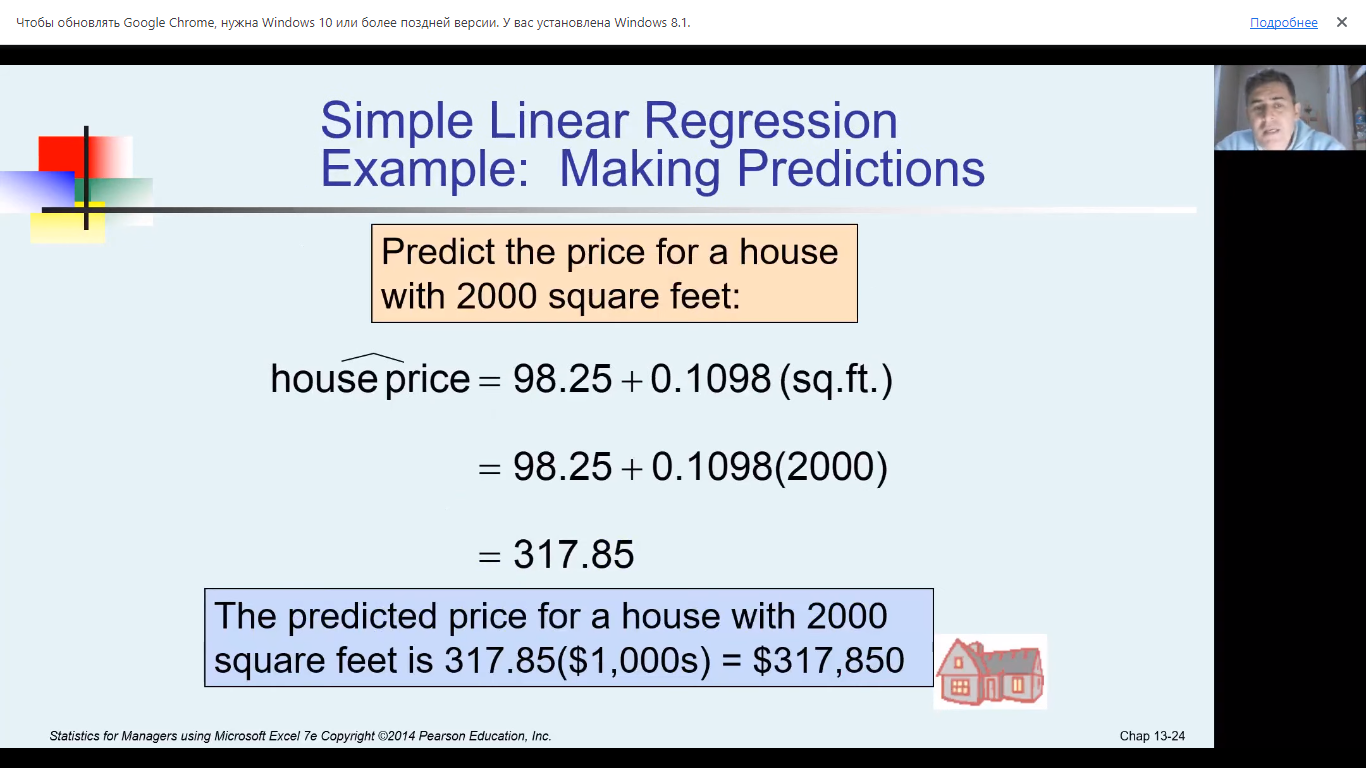 Чтобы обновлять Google Chrome, нужна Windows 10 или более поздней версии. У вас установлена Windows 8.1.
Подробнее
Simple Linear Regression
Example: Making Predictions
Predict the price for a house
with 2000 square feet:
house price = 98.25 + 0.1098 (sq.ft.)
= 98.25 + 0.1098(2000)
= 317.85
The predicted price for a house with 2000
square feet is 317.85($1,000s) = $317,850
Statistics for Managers using Microsoft Excel 7e Copyright ©2014 Pearson Education, Inc.
Chap 13-24